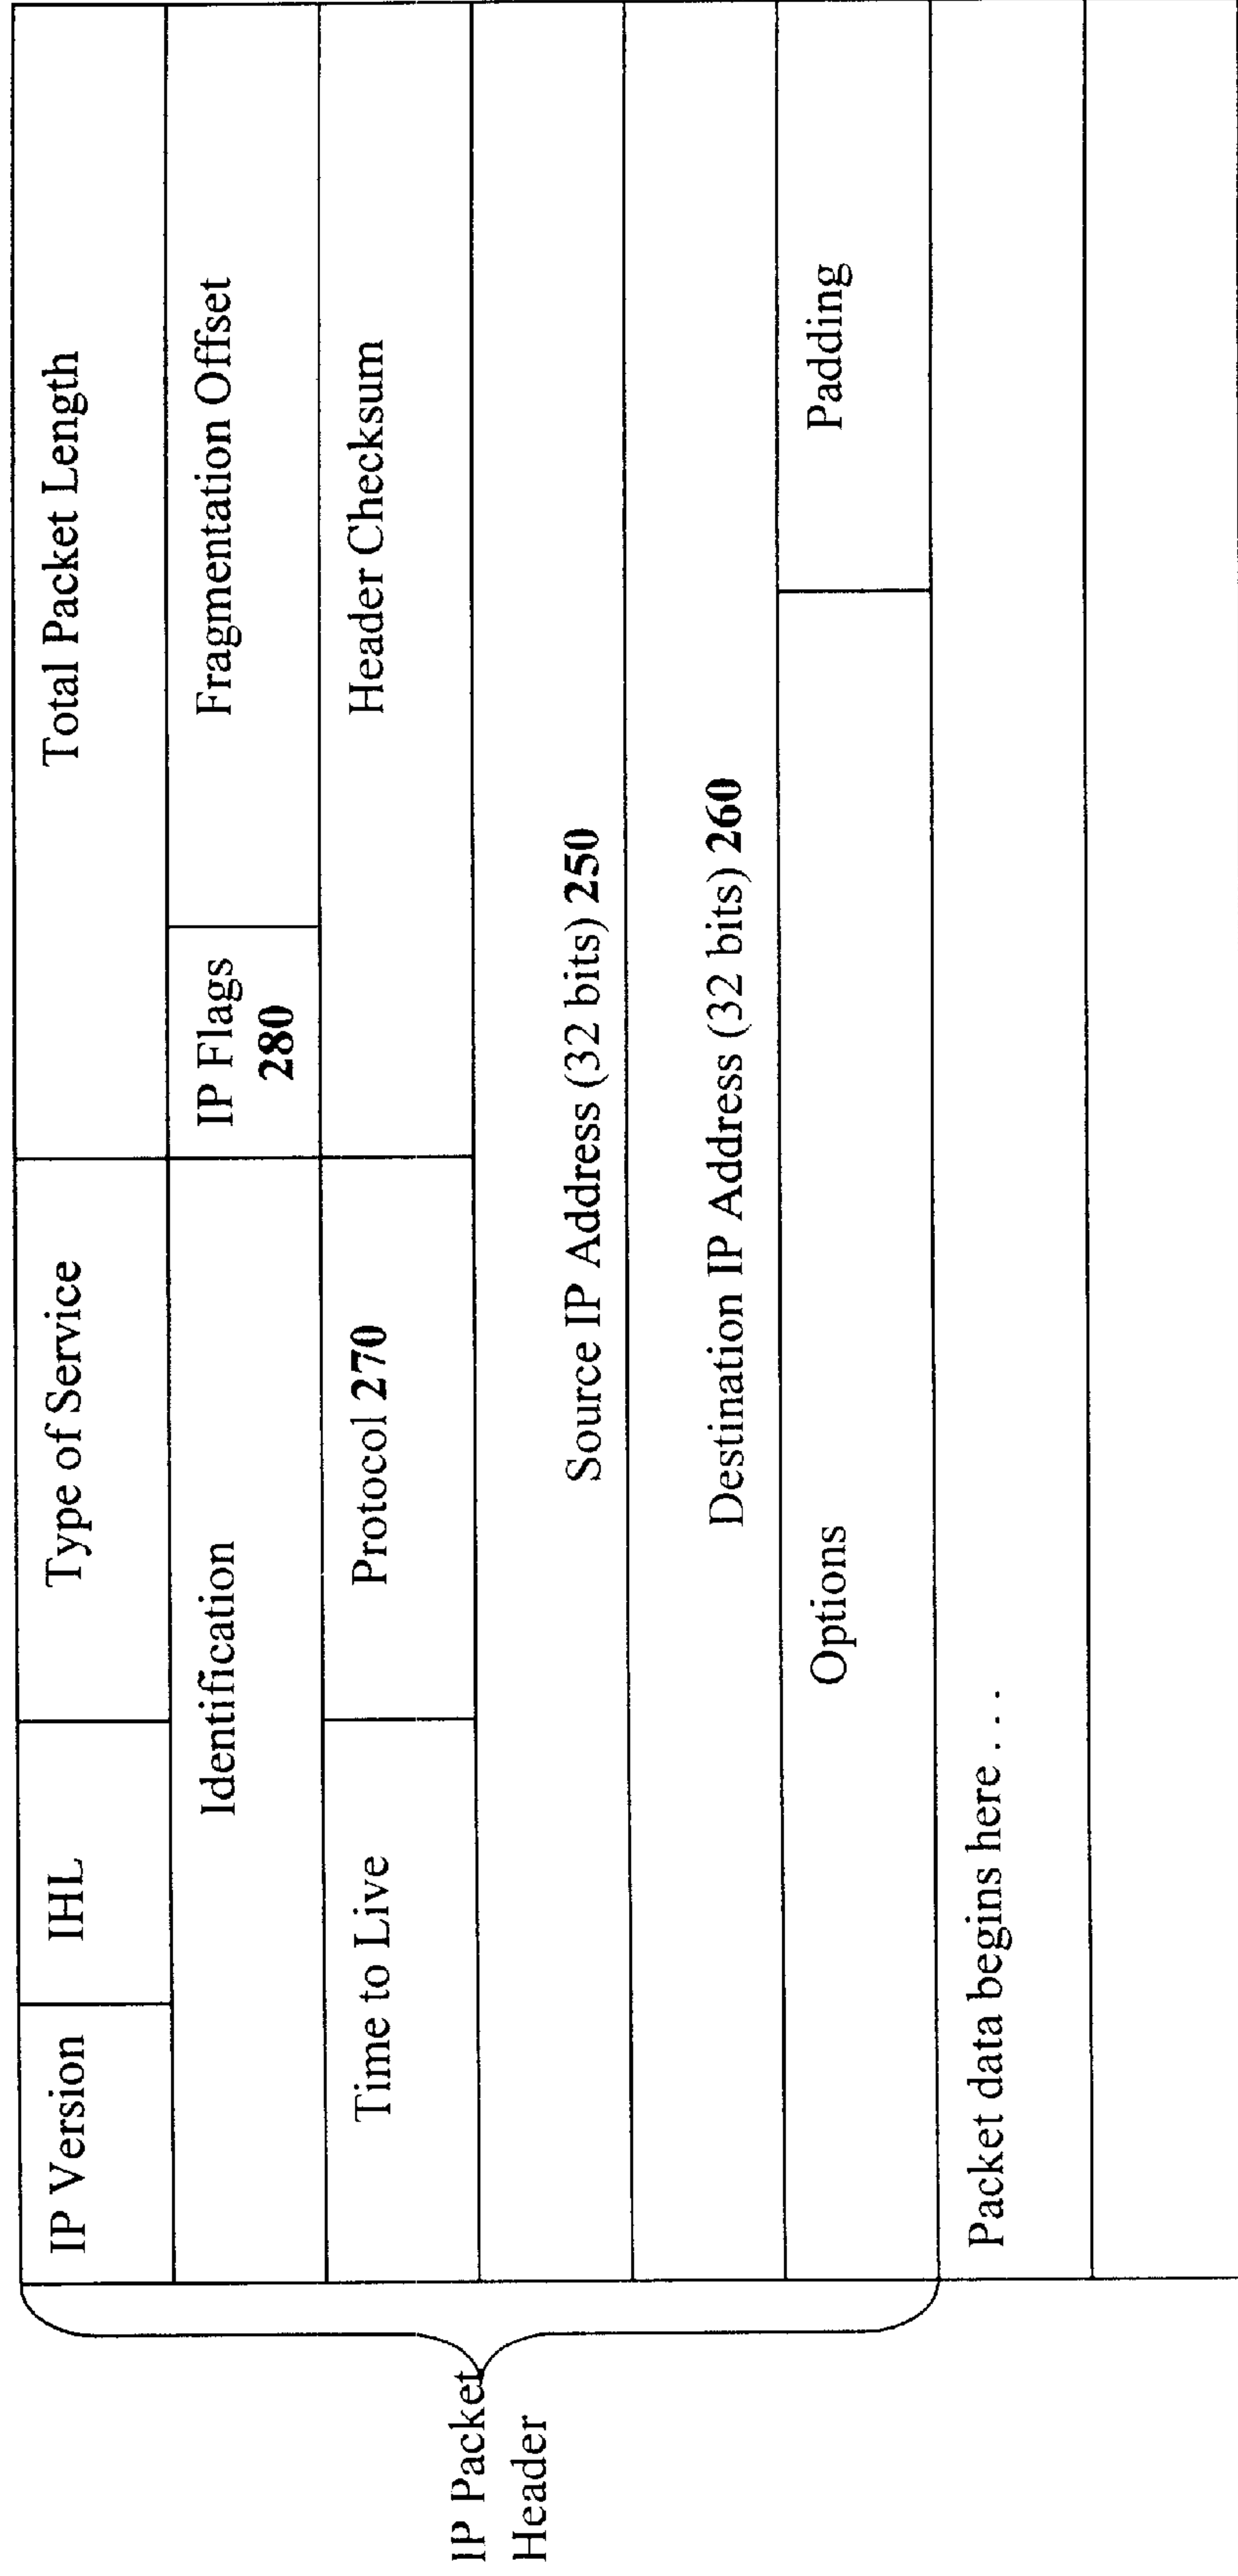 IP Version
IHL
Type of Service
Total Packet Length
Identification
IP Flags
280
Fragmentation Offset
Time to Live
Protocol 270
Header Checksum
IP Packet
Header
Source IP Address (32 bits) 250
Destination IP Address (32 bits) 260
Options
Padding
Packet data begins here . . .